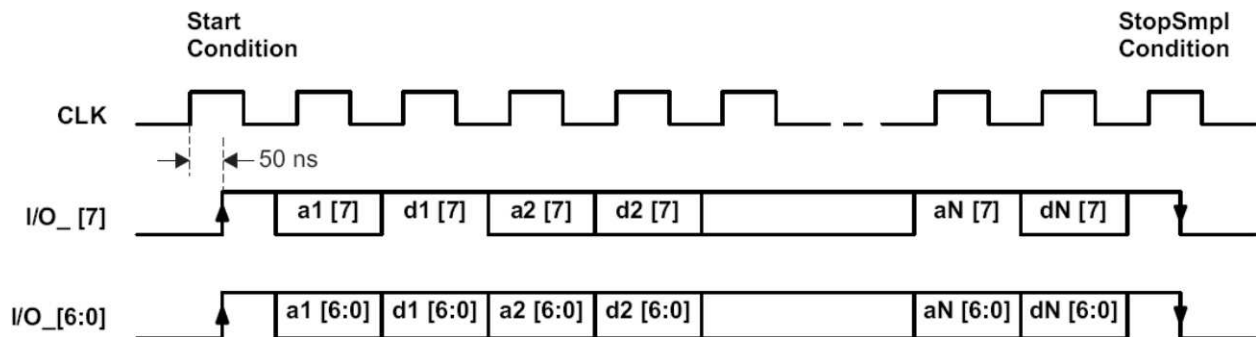 Start
Condition
StopSmpl
Condition
CLK
50 ns
I/O_ [7]
a1 [7] d1 [7] a2 [7] d2 [7] aN [7] dN [7]
I/O_[6:0]
a1 [6:0] d1 [6:0] a2 [6:0] d2 [6:0] aN [6:0] dN [6:0]